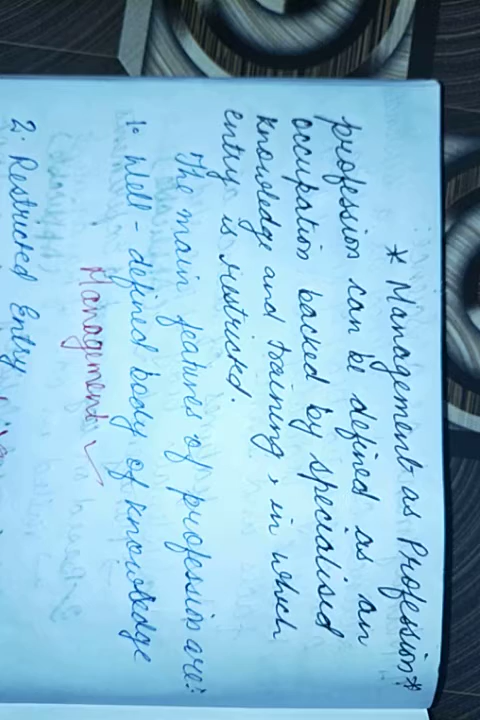 * Management as Profession *
profession can be defined as an
occupation backed by specialised
knowledge and training, in which
entry is restricted.
The main features of profession are:
1. Well-defined body of knowledge
Management ✓
2. Restricted Entry